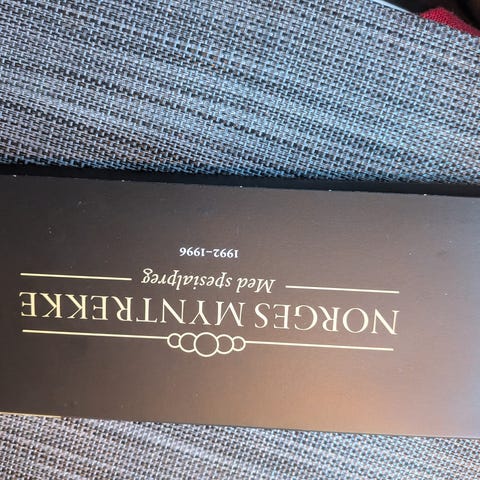 NORGES MYNTREKKE
Med spesialpreg
1992–1996